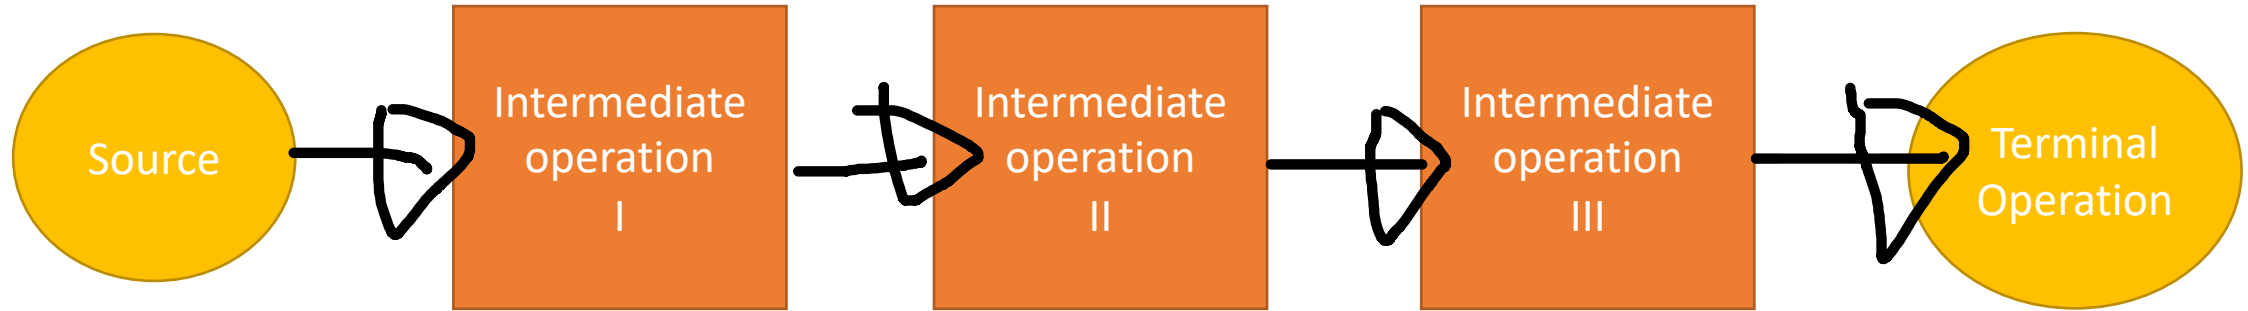 Source
Intermediate
operation
I
Intermediate
operation
II
Intermediate
operation
III
Terminal
Operation